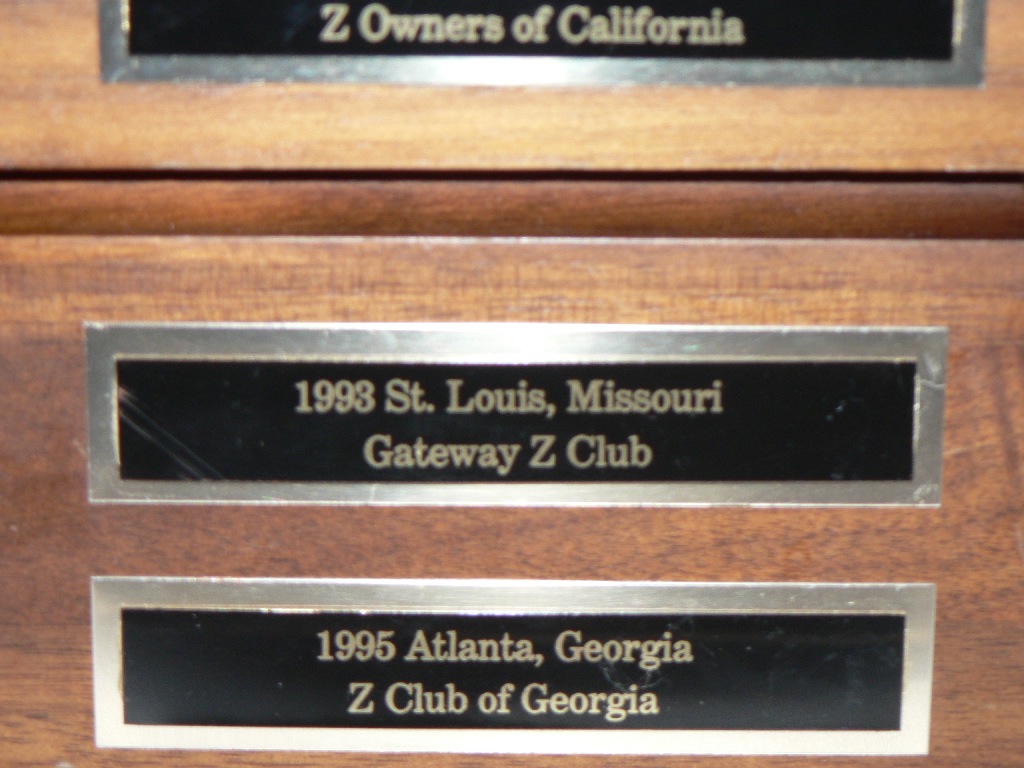 Z Owners of California
1993 St. Louis, Missouri
Gateway Z Club
1995 Atlanta, Georgia
Z Club of Georgia